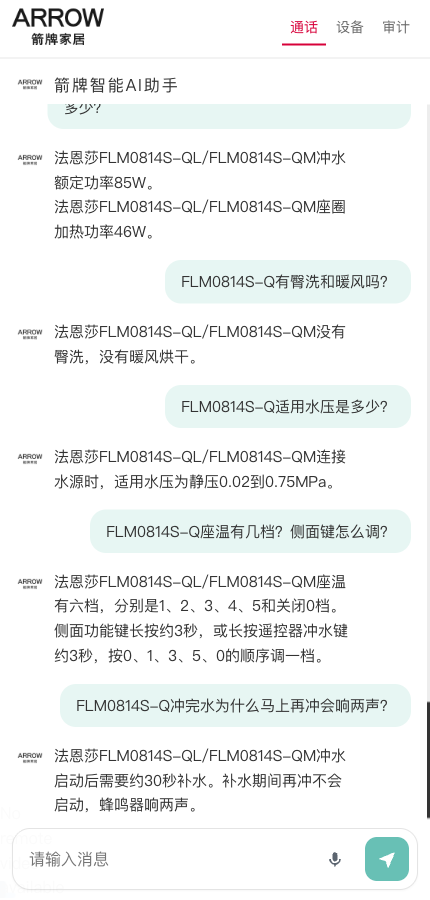 ARROW
箭牌家居
通话
设备
审计
箭牌智能AI助手
多少？
法恩莎FLM0814S-QL/FLM0814S-QM冲水
额定功率85W。
法恩莎FLM0814S-QL/FLM0814S-QM座圈
加热功率46W。
FLM0814S-Q有臀洗和暖风吗？
法恩莎FLM0814S-QL/FLM0814S-QM没有
臀洗，没有暖风烘干。
FLM0814S-Q适用水压是多少？
法恩莎FLM0814S-QL/FLM0814S-QM连接
水源时，适用水压为静压0.02到0.75MPa。
FLM0814S-Q座温有几档？侧面键怎么调？
法恩莎FLM0814S-QL/FLM0814S-QM座温
有六档，分别是1、2、3、4、5和关闭0档。
侧面功能键长按约3秒，或长按遥控器冲水键
约3秒，按0、1、3、5、0的顺序调一档。
FLM0814S-Q冲完水为什么马上再冲会响两声？
法恩莎FLM0814S-QL/FLM0814S-QM冲水
启动后需要约30秒补水。补水期间再冲不会
启动，蜂鸣器响两声。
请输入消息